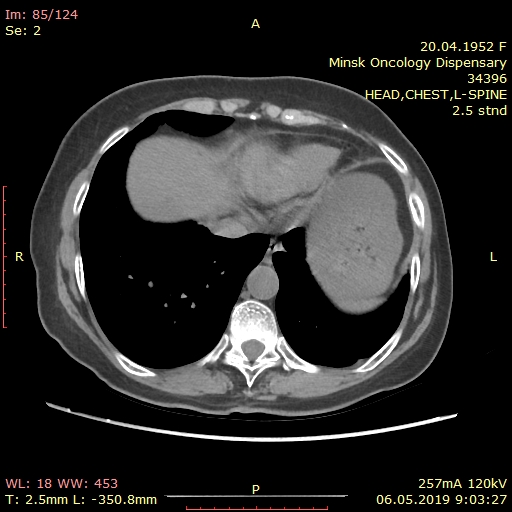 Im: 85/124
Se: 2
A
20.04.1952 F
Minsk Oncology Dispensary
34396
HEAD,CHEST,L-SPINE
2.5 stnd
R
L
WL: 18 WW: 453
T: 2.5mm L: -350.8mm
P
257mA 120kV
06.05.2019 9:03:27